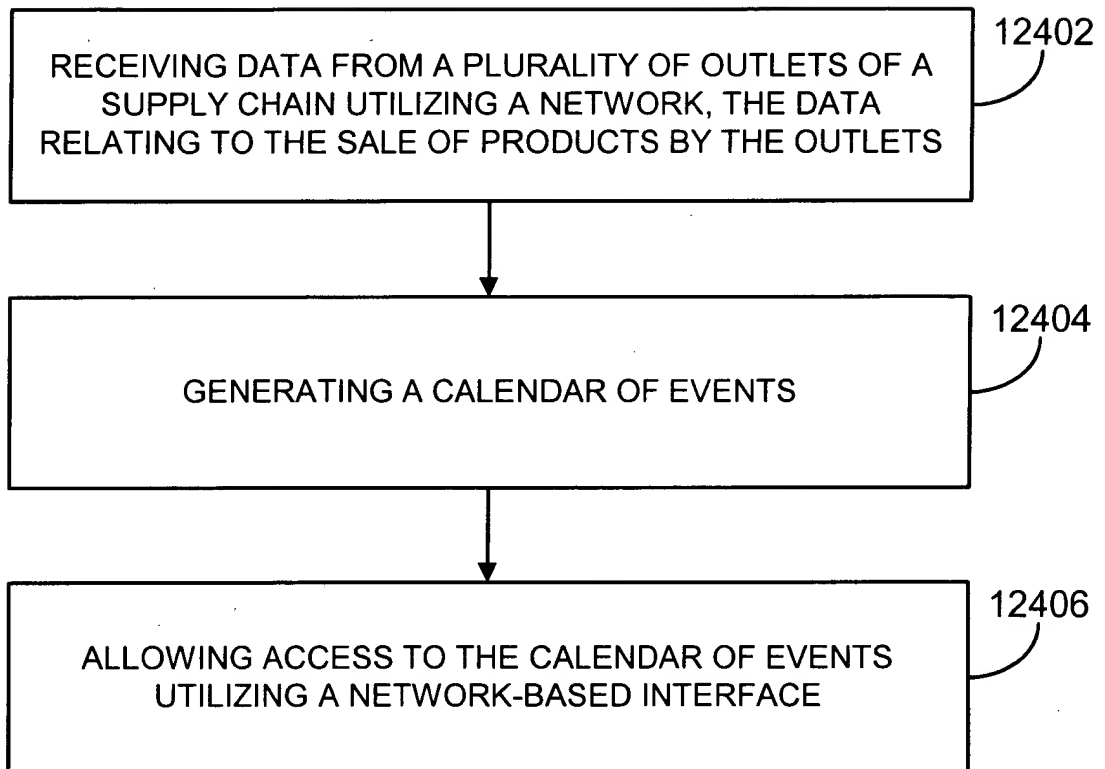 12402
RECEIVING DATA FROM A PLURALITY OF OUTLETS OF A
SUPPLY CHAIN UTILIZING A NETWORK, THE DATA
RELATING TO THE SALE OF PRODUCTS BY THE OUTLETS
12404
GENERATING A CALENDAR OF EVENTS
12406
ALLOWING ACCESS TO THE CALENDAR OF EVENTS
UTILIZING A NETWORK-BASED INTERFACE